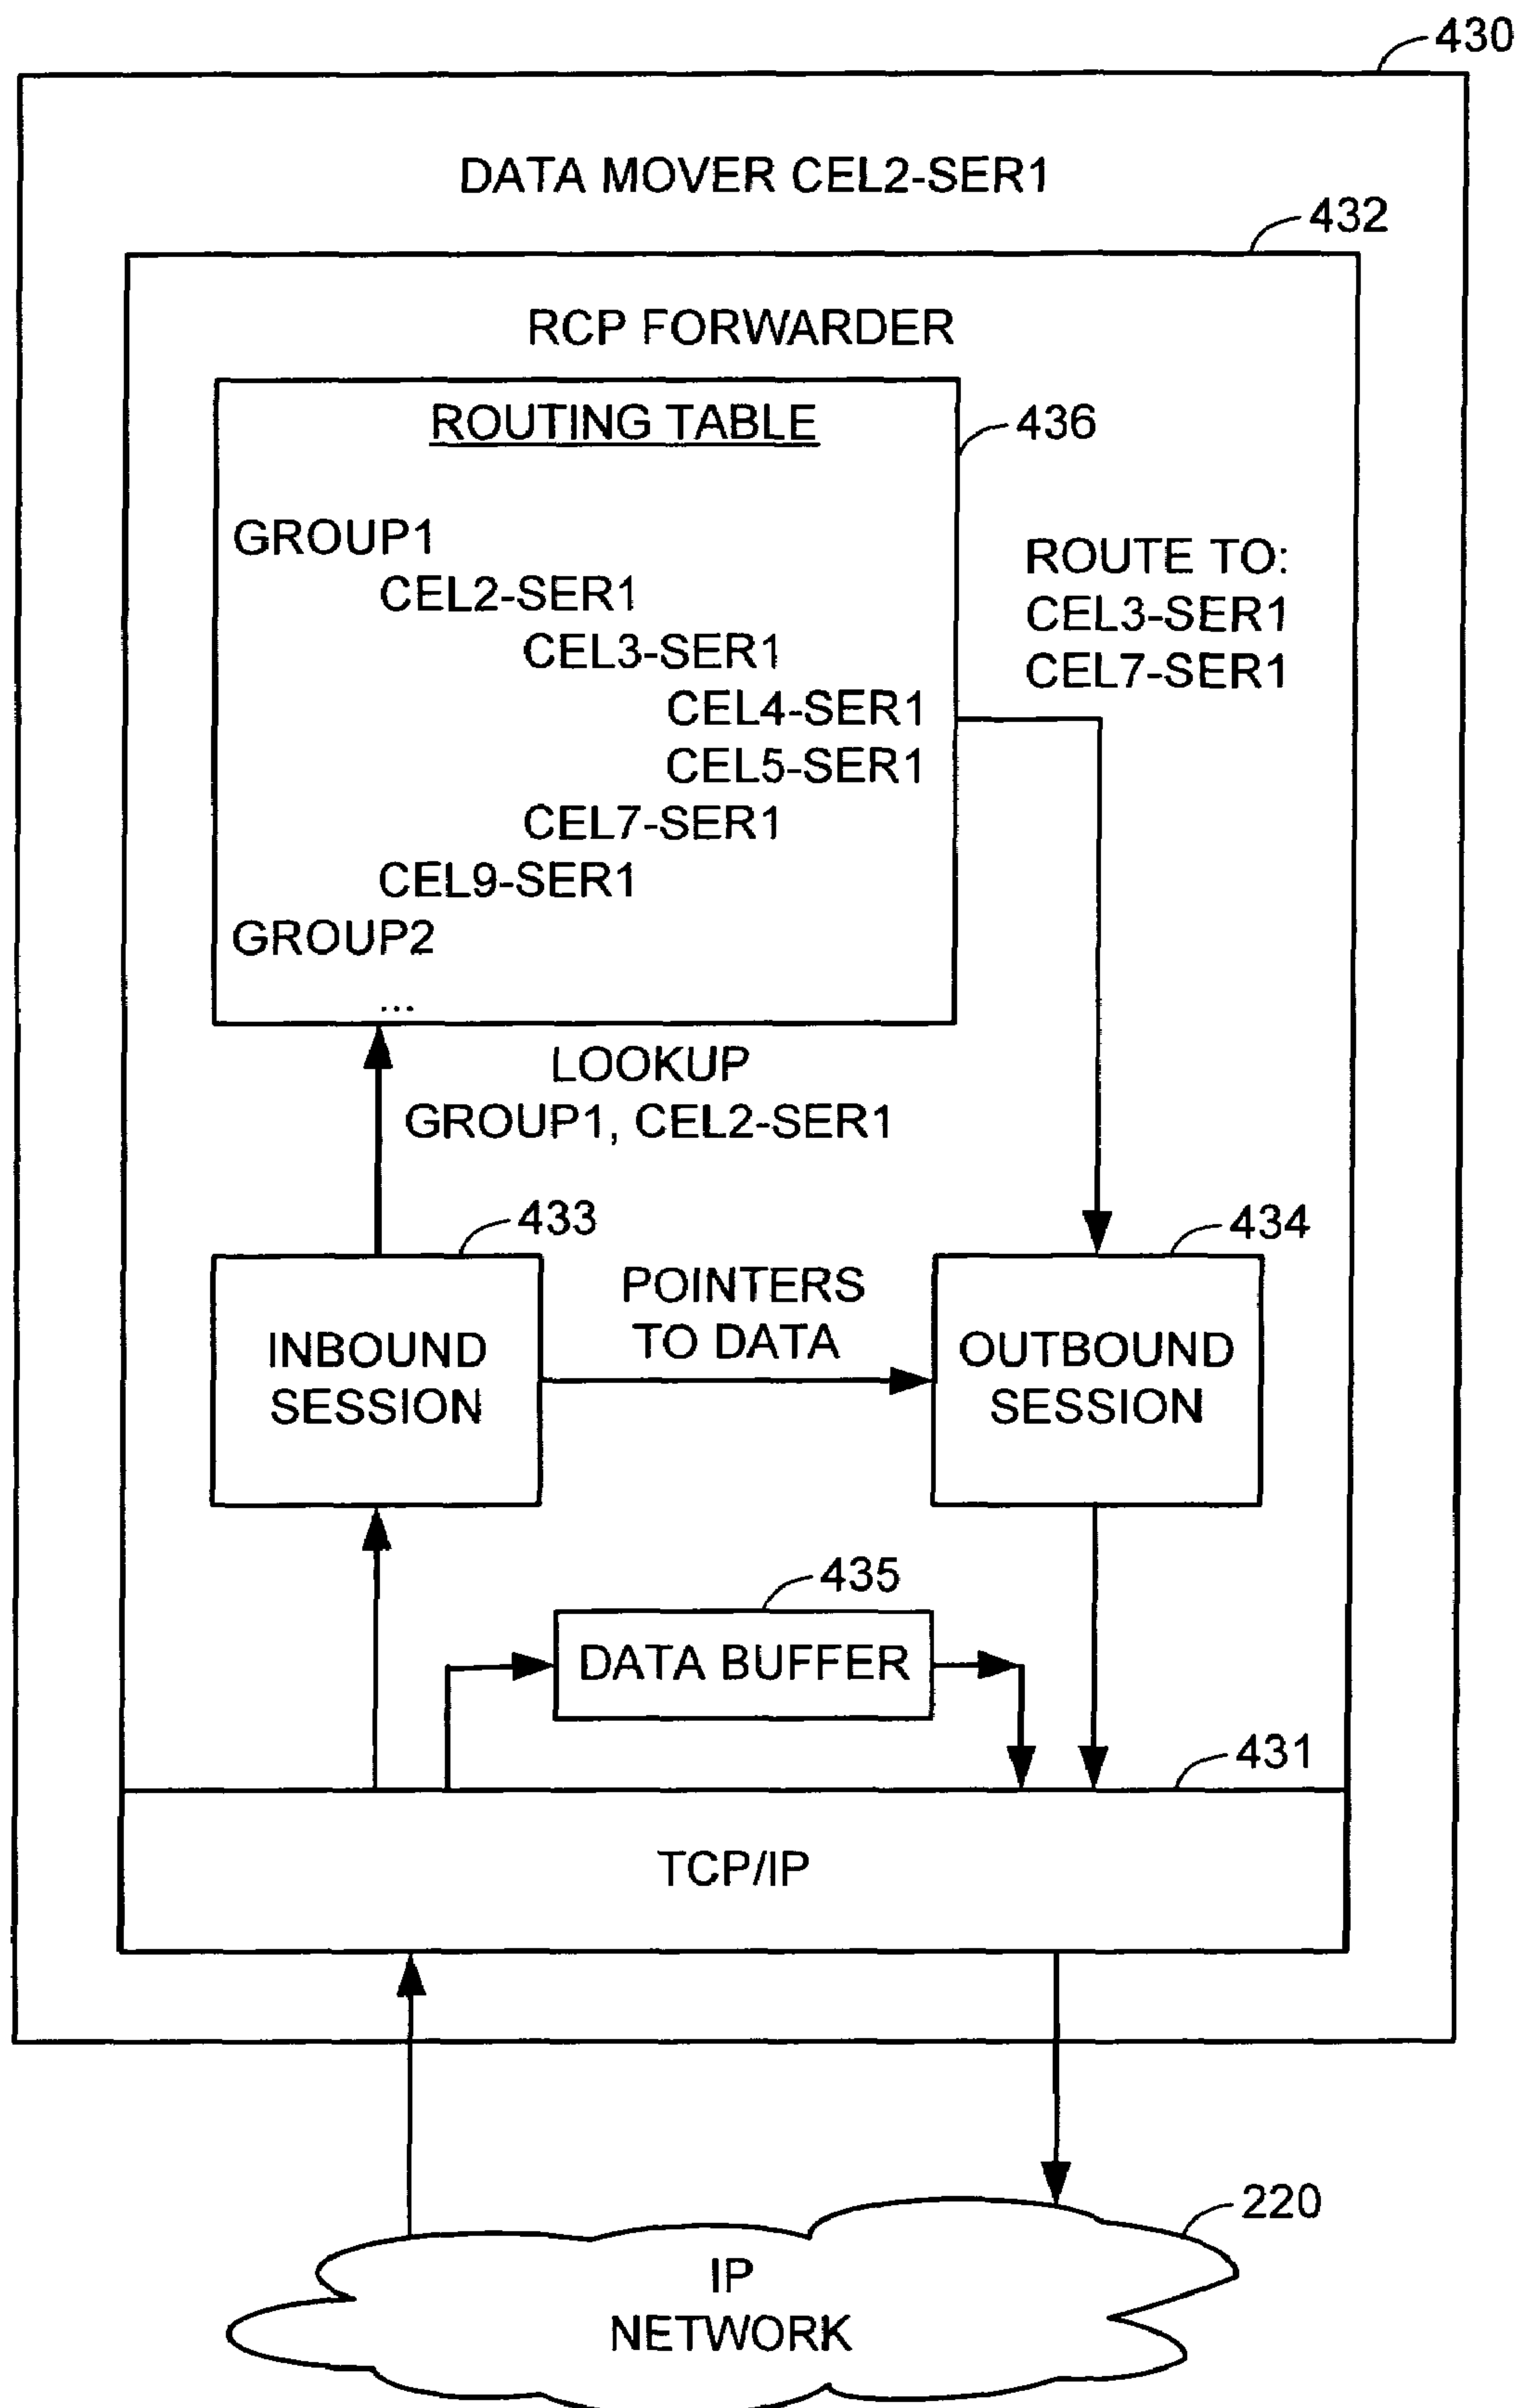 430
DATA MOVER CEL2-SER1
432
RCP FORWARDER
ROUTING TABLE
436
GROUP1
CEL2-SER1
CEL3-SER1
CEL4-SER1
CEL5-SER1
CEL7-SER1
CEL9-SER1
GROUP2
...
ROUTE TO:
CEL3-SER1
CEL7-SER1
LOOKUP
GROUP1, CEL2-SER1
433
434
INBOUND
SESSION
POINTERS
TO DATA
OUTBOUND
SESSION
435
DATA BUFFER
431
TCP/IP
220
IP
NETWORK